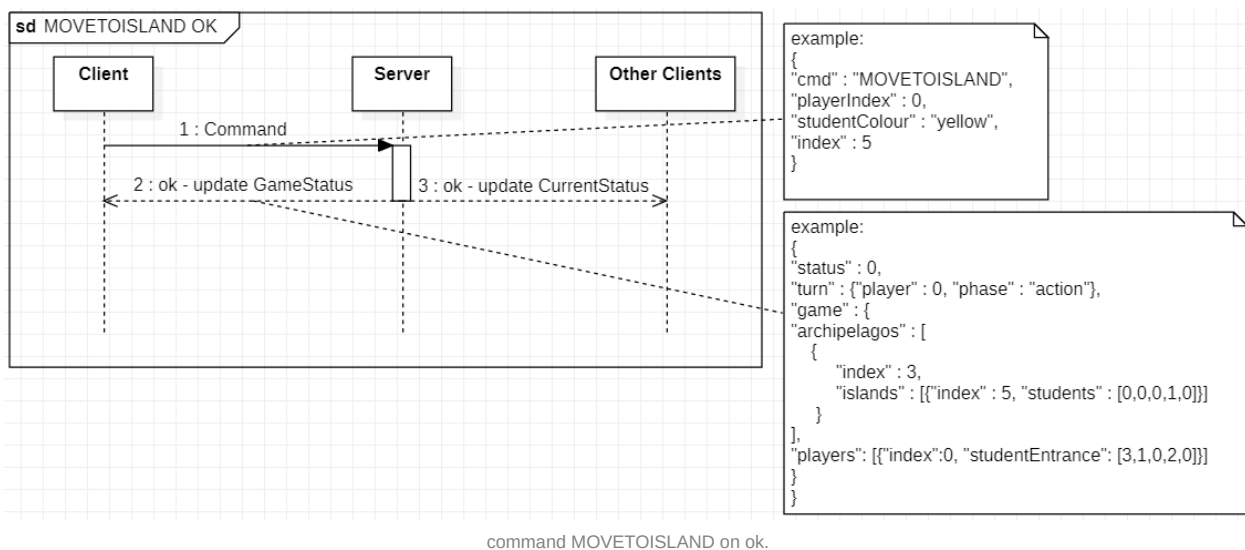 sd MOVETOISLAND OK
Client
Server
Other Clients
1 : Command
2 : ok - update GameStatus
3 : ok - update CurrentStatus
example:
{
"cmd" : "MOVETOISLAND",
"playerIndex" : 0,
"studentColour" : "yellow",
"index" : 5
}
example:
{
"status" : 0,
"turn" : {"player" : 0, "phase" : "action"},
"game" : {
"archipelagos" : [
{
"index" : 3,
"islands" : [{"index" : 5, "students" : [0,0,0,1,0]}]
}
],
"players": [{"index":0, "studentEntrance": [3,1,0,2,0]}]
}
}
command MOVETOISLAND on ok.